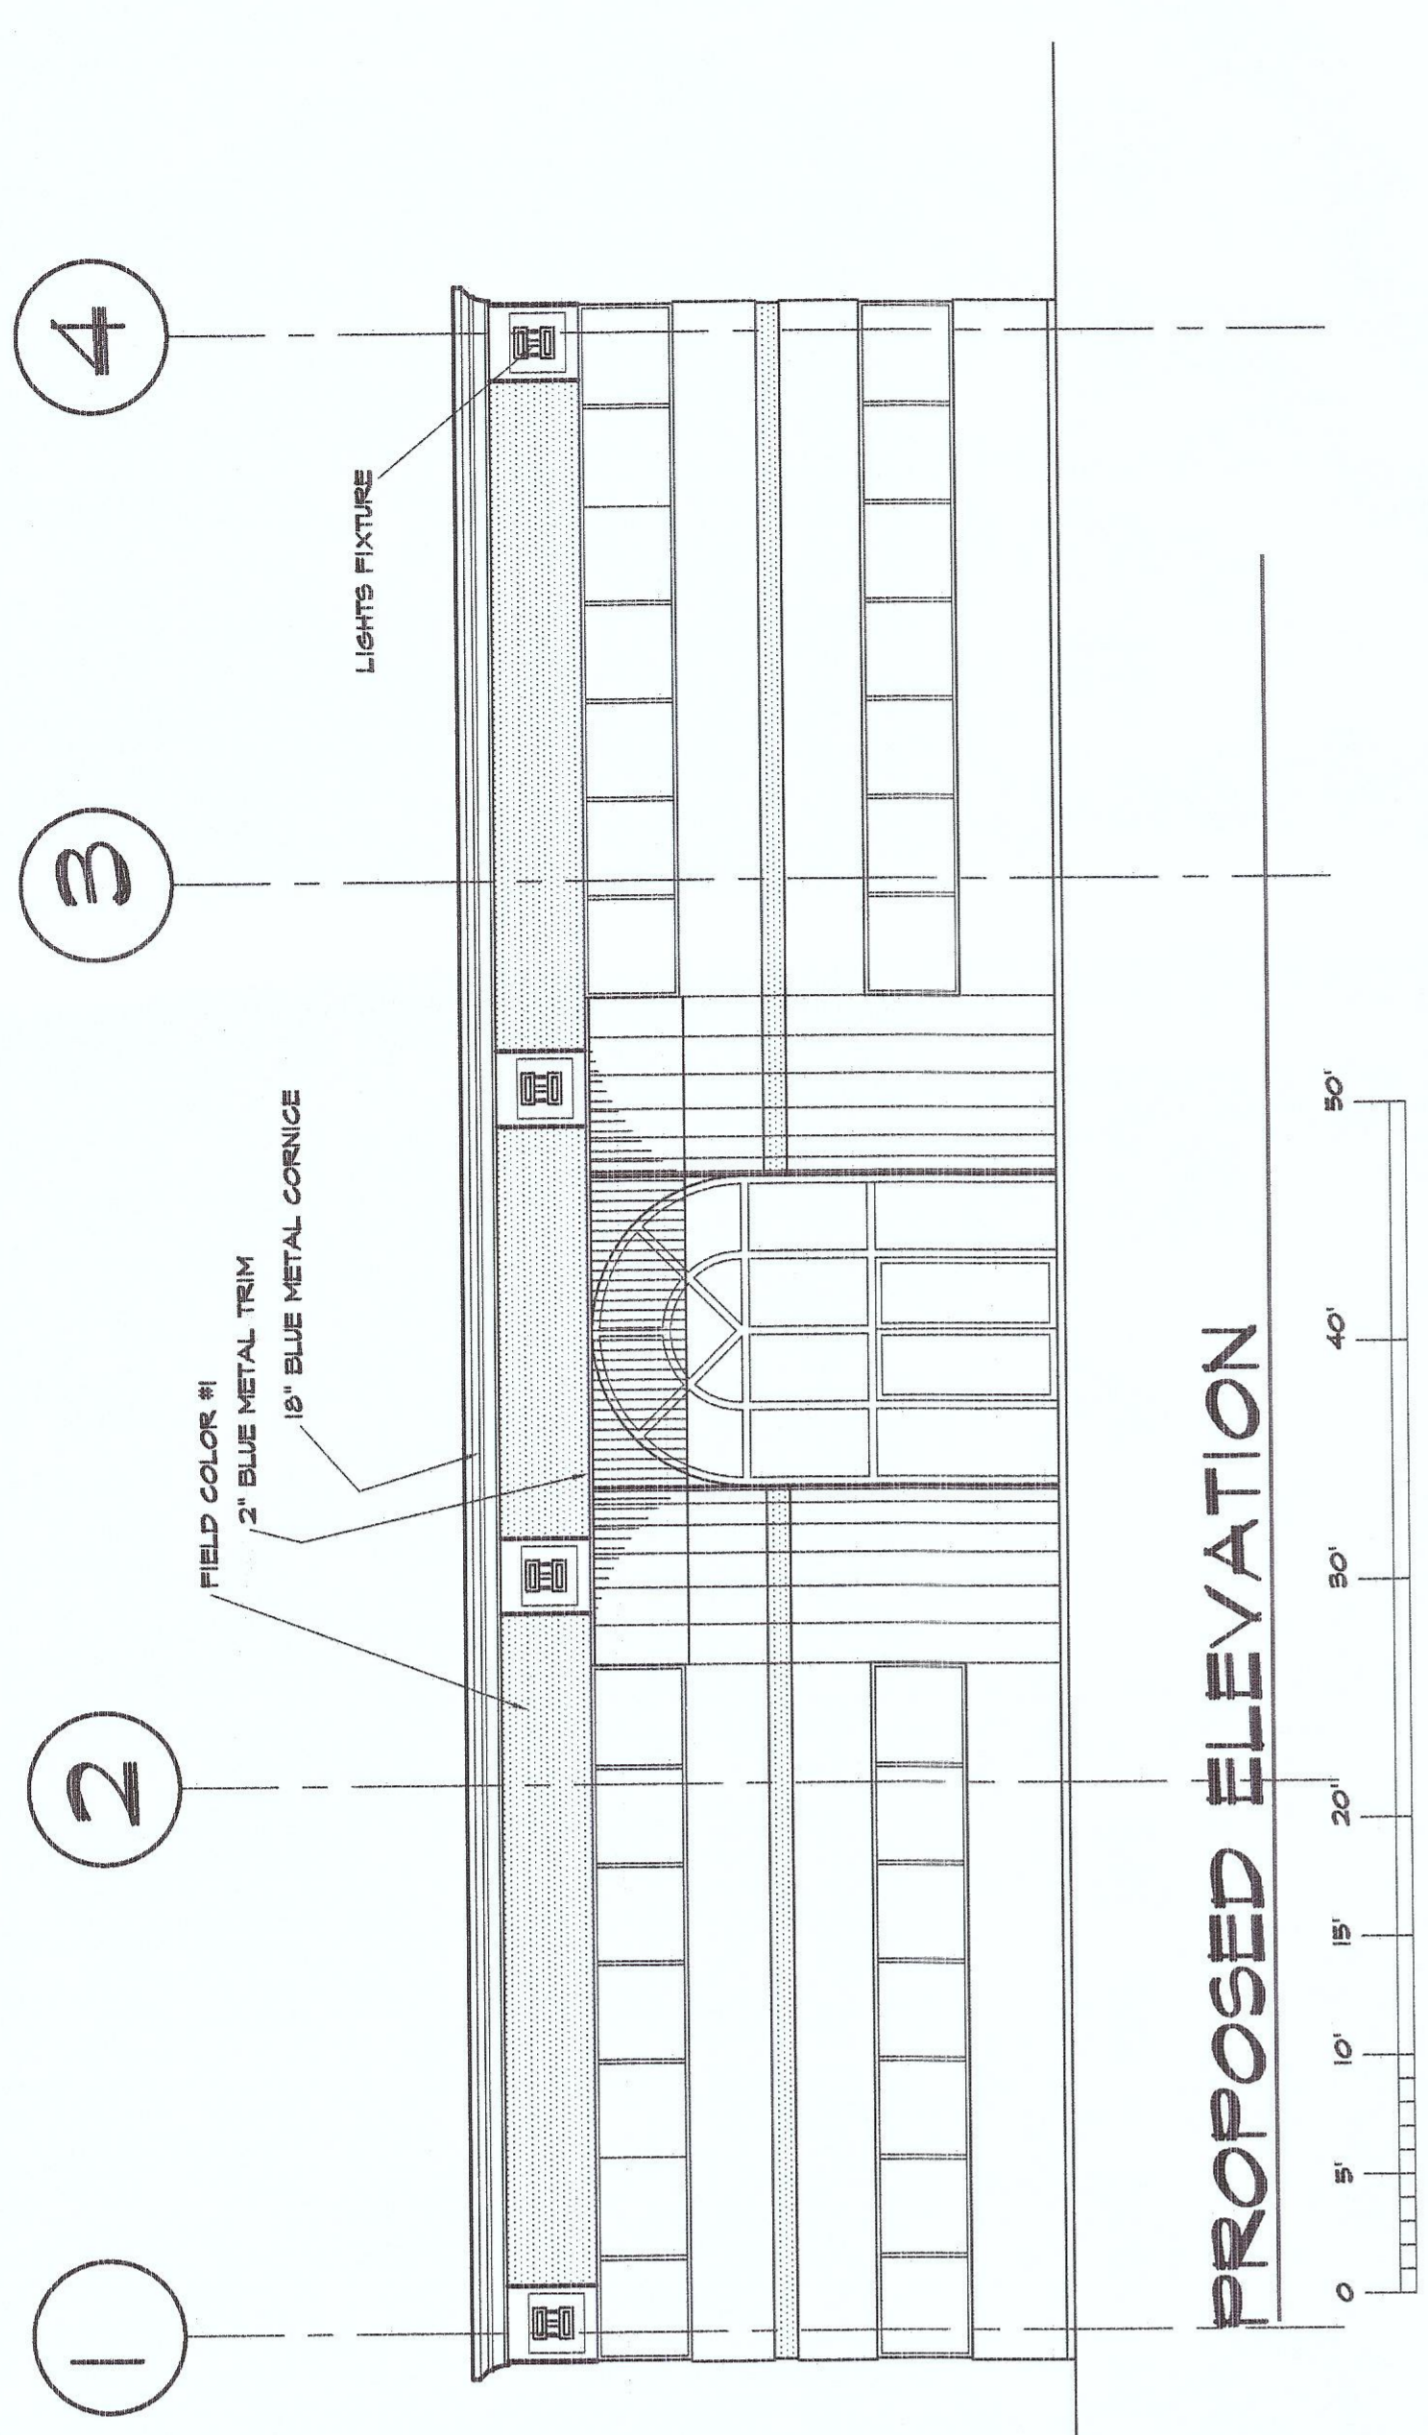 1
2
3
4
FIELD COLOR #1
2" BLUE METAL TRIM
18" BLUE METAL CORNICE
LIGHTS FIXTURE
PROPOSED ELEVATION
0 5' 10' 15' 20' 30' 40' 50'